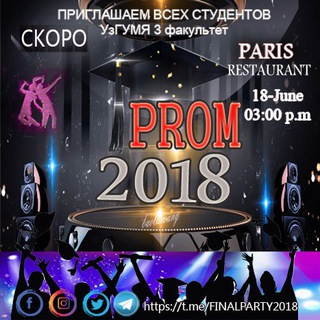 ПРИГЛАШАЕМ ВСЕХ СТУДЕНТОВ
УзГУМЯ 3 факультет
СКОРО
PARIS
RESTAURANT
18-June
03:00 p.m
PROM
2018
https://t.me/FINALPARTY2018